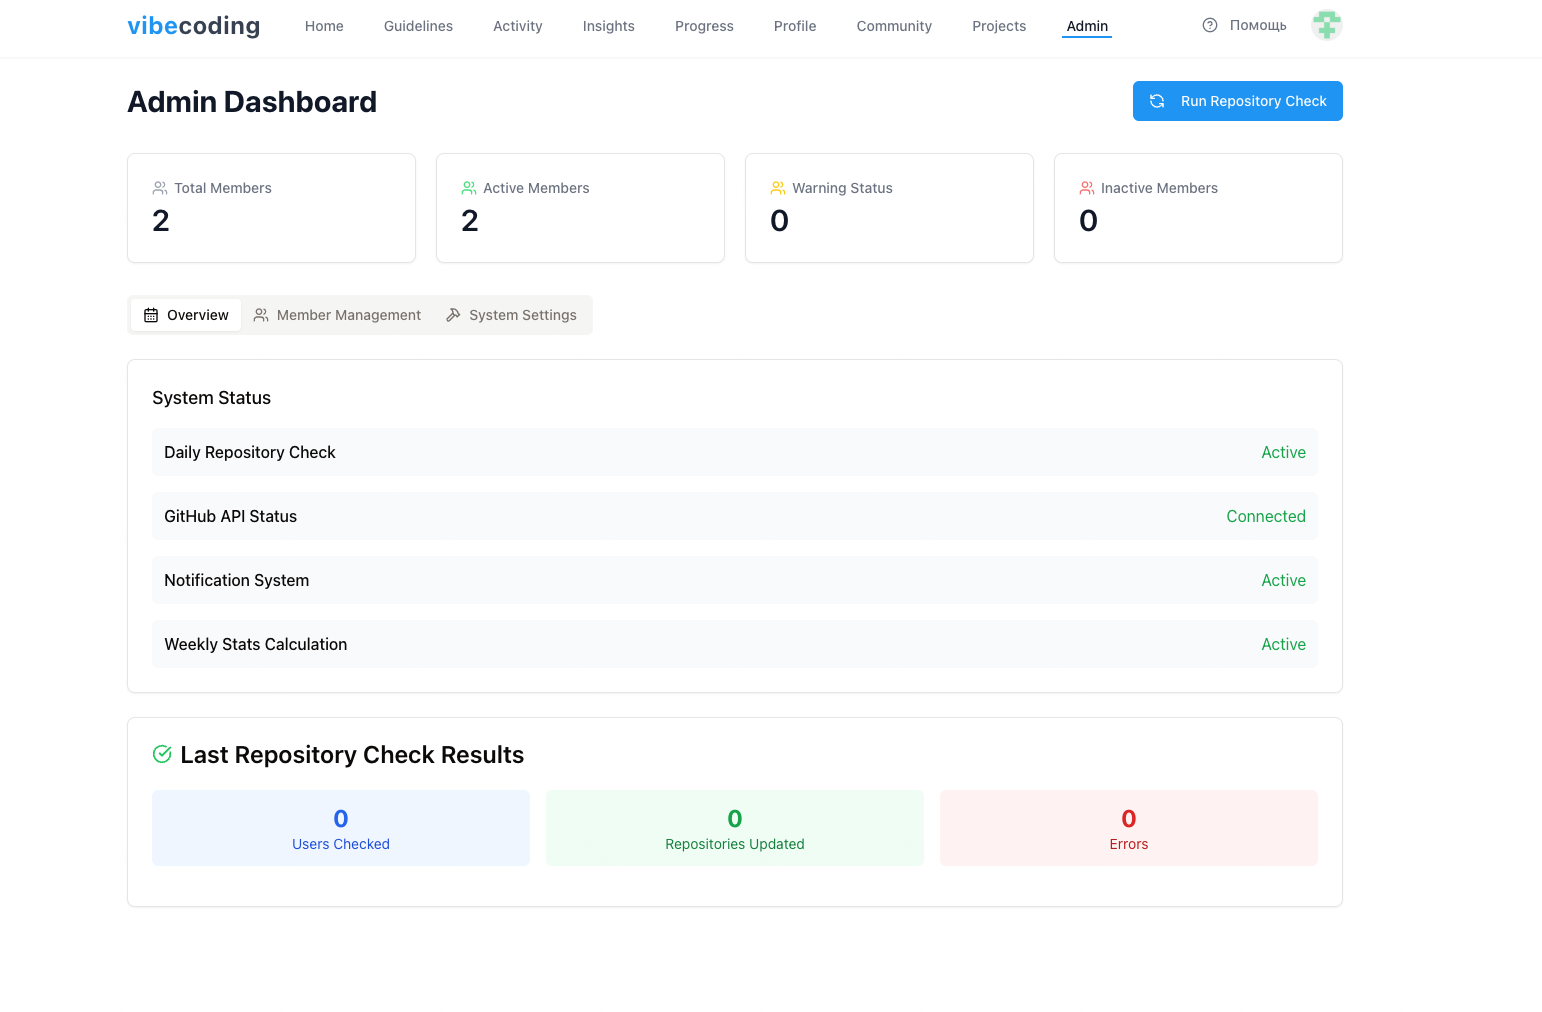 vibecoding Home Guidelines Activity Insights Progress Profile Community Projects Admin Помощь
Admin Dashboard Run Repository Check
Total Members Active Members Warning Status Inactive Members
2 2 0 0
Overview Member Management System Settings
System Status
Daily Repository Check Active
GitHub API Status Connected
Notification System Active
Weekly Stats Calculation Active
Last Repository Check Results
0 0 0
Users Checked Repositories Updated Errors